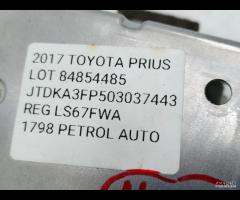 2017 TOYOTA PRIUS
LOT 84854485
JTDKA3FP503037443
REG LS67FWA
1798 PETROL AUTO